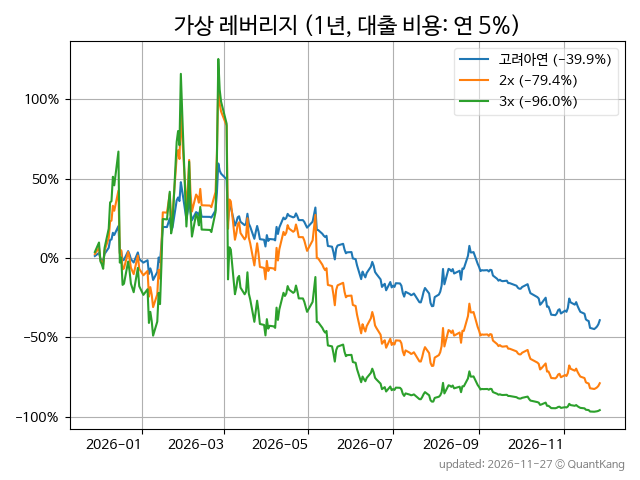 가상 레버리지 (1년, 대출 비용: 연 5%)
고려아연 (−39.9%)
2x (−79.4%)
3x (−96.0%)
100%
50%
0%
−50%
−100%
2026-01 2026-03 2026-05 2026-07 2026-09 2026-11
updated: 2026-11-27 © QuantKang